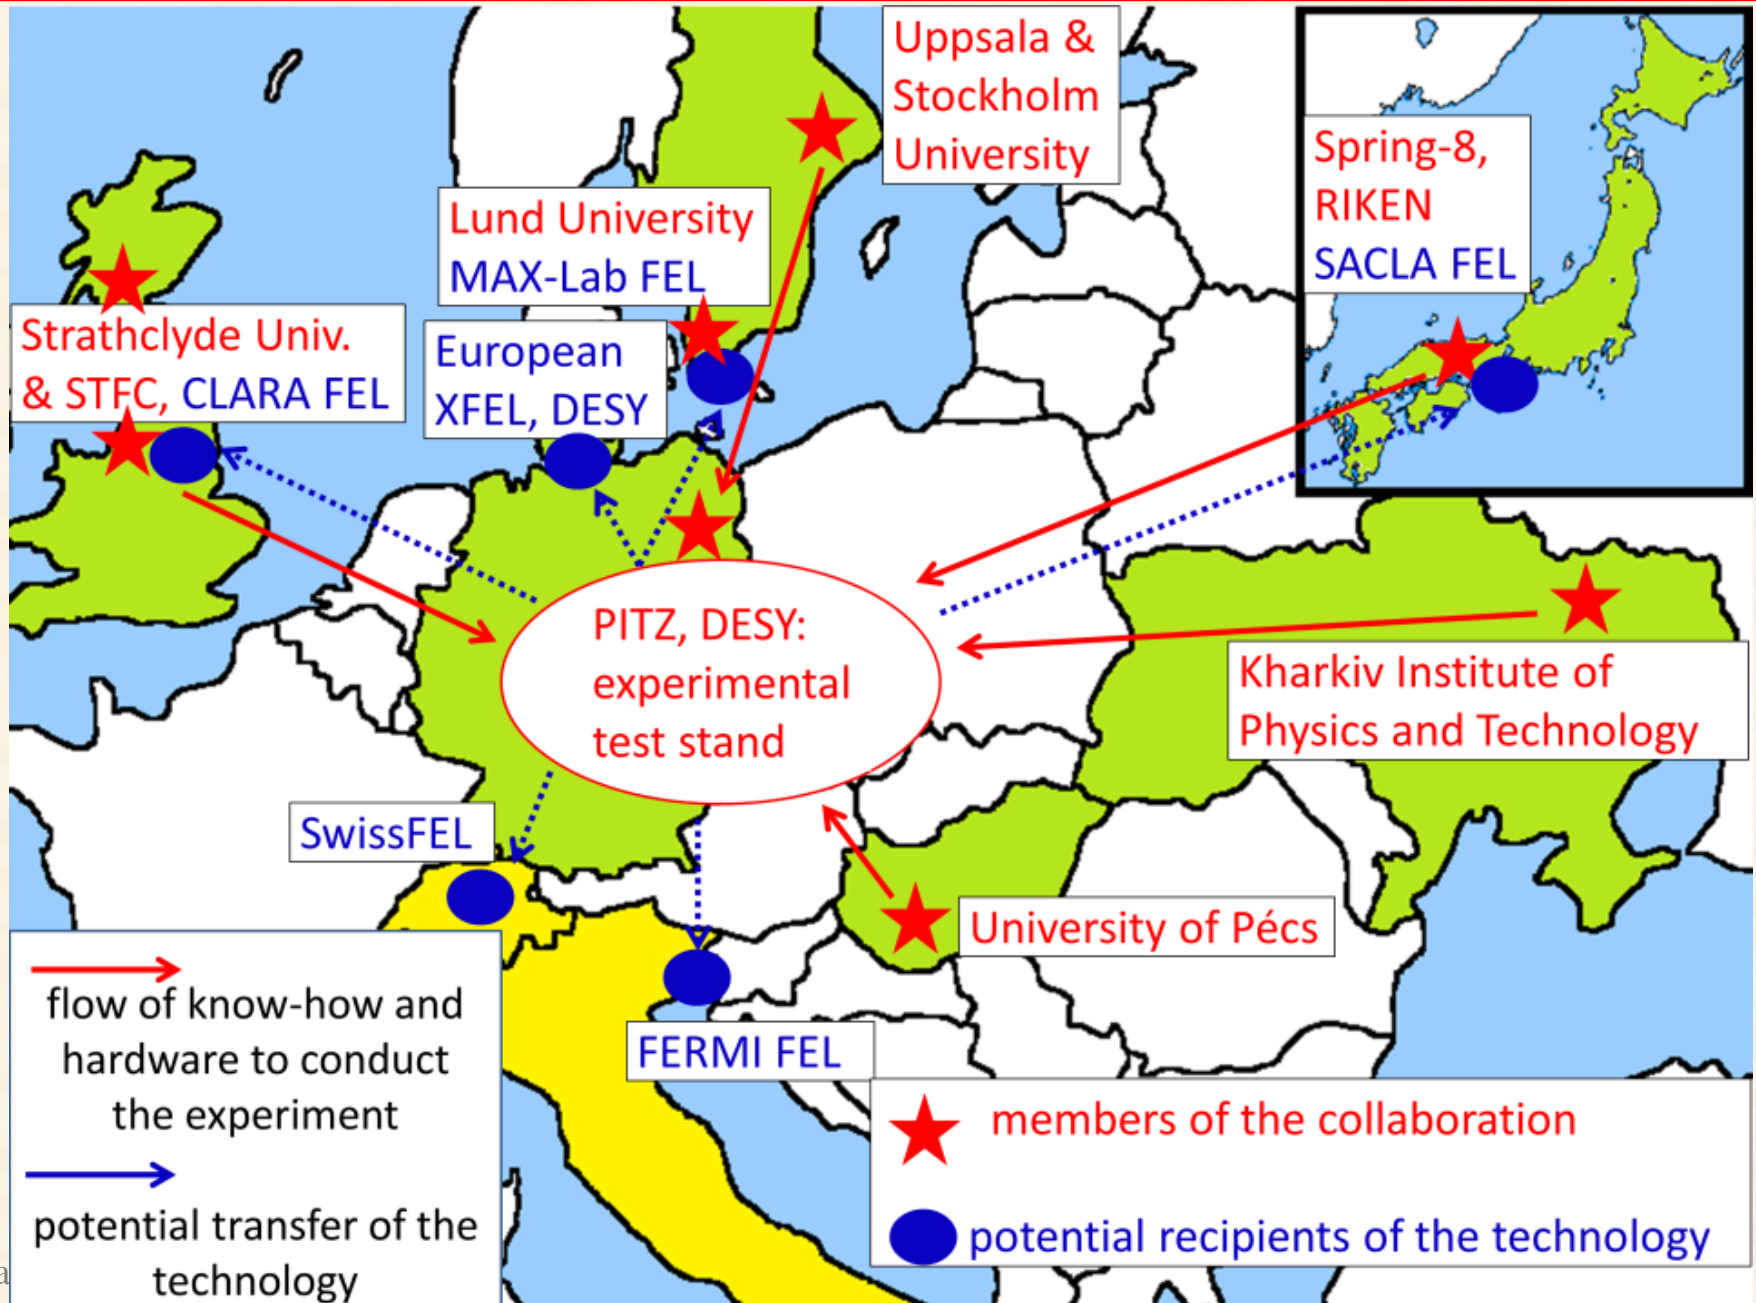 Uppsala &
Stockholm
University
Spring-8,
RIKEN
SACLA FEL
Lund University
MAX-Lab FEL
Strathclyde Univ.
& STFC, CLARA FEL
European
XFEL, DESY
PITZ, DESY:
experimental
test stand
Kharkiv Institute of
Physics and Technology
SwissFEL
University of Pécs
FERMI FEL
flow of know-how and
hardware to conduct
the experiment
potential transfer of the
technology
members of the collaboration
potential recipients of the technology
a